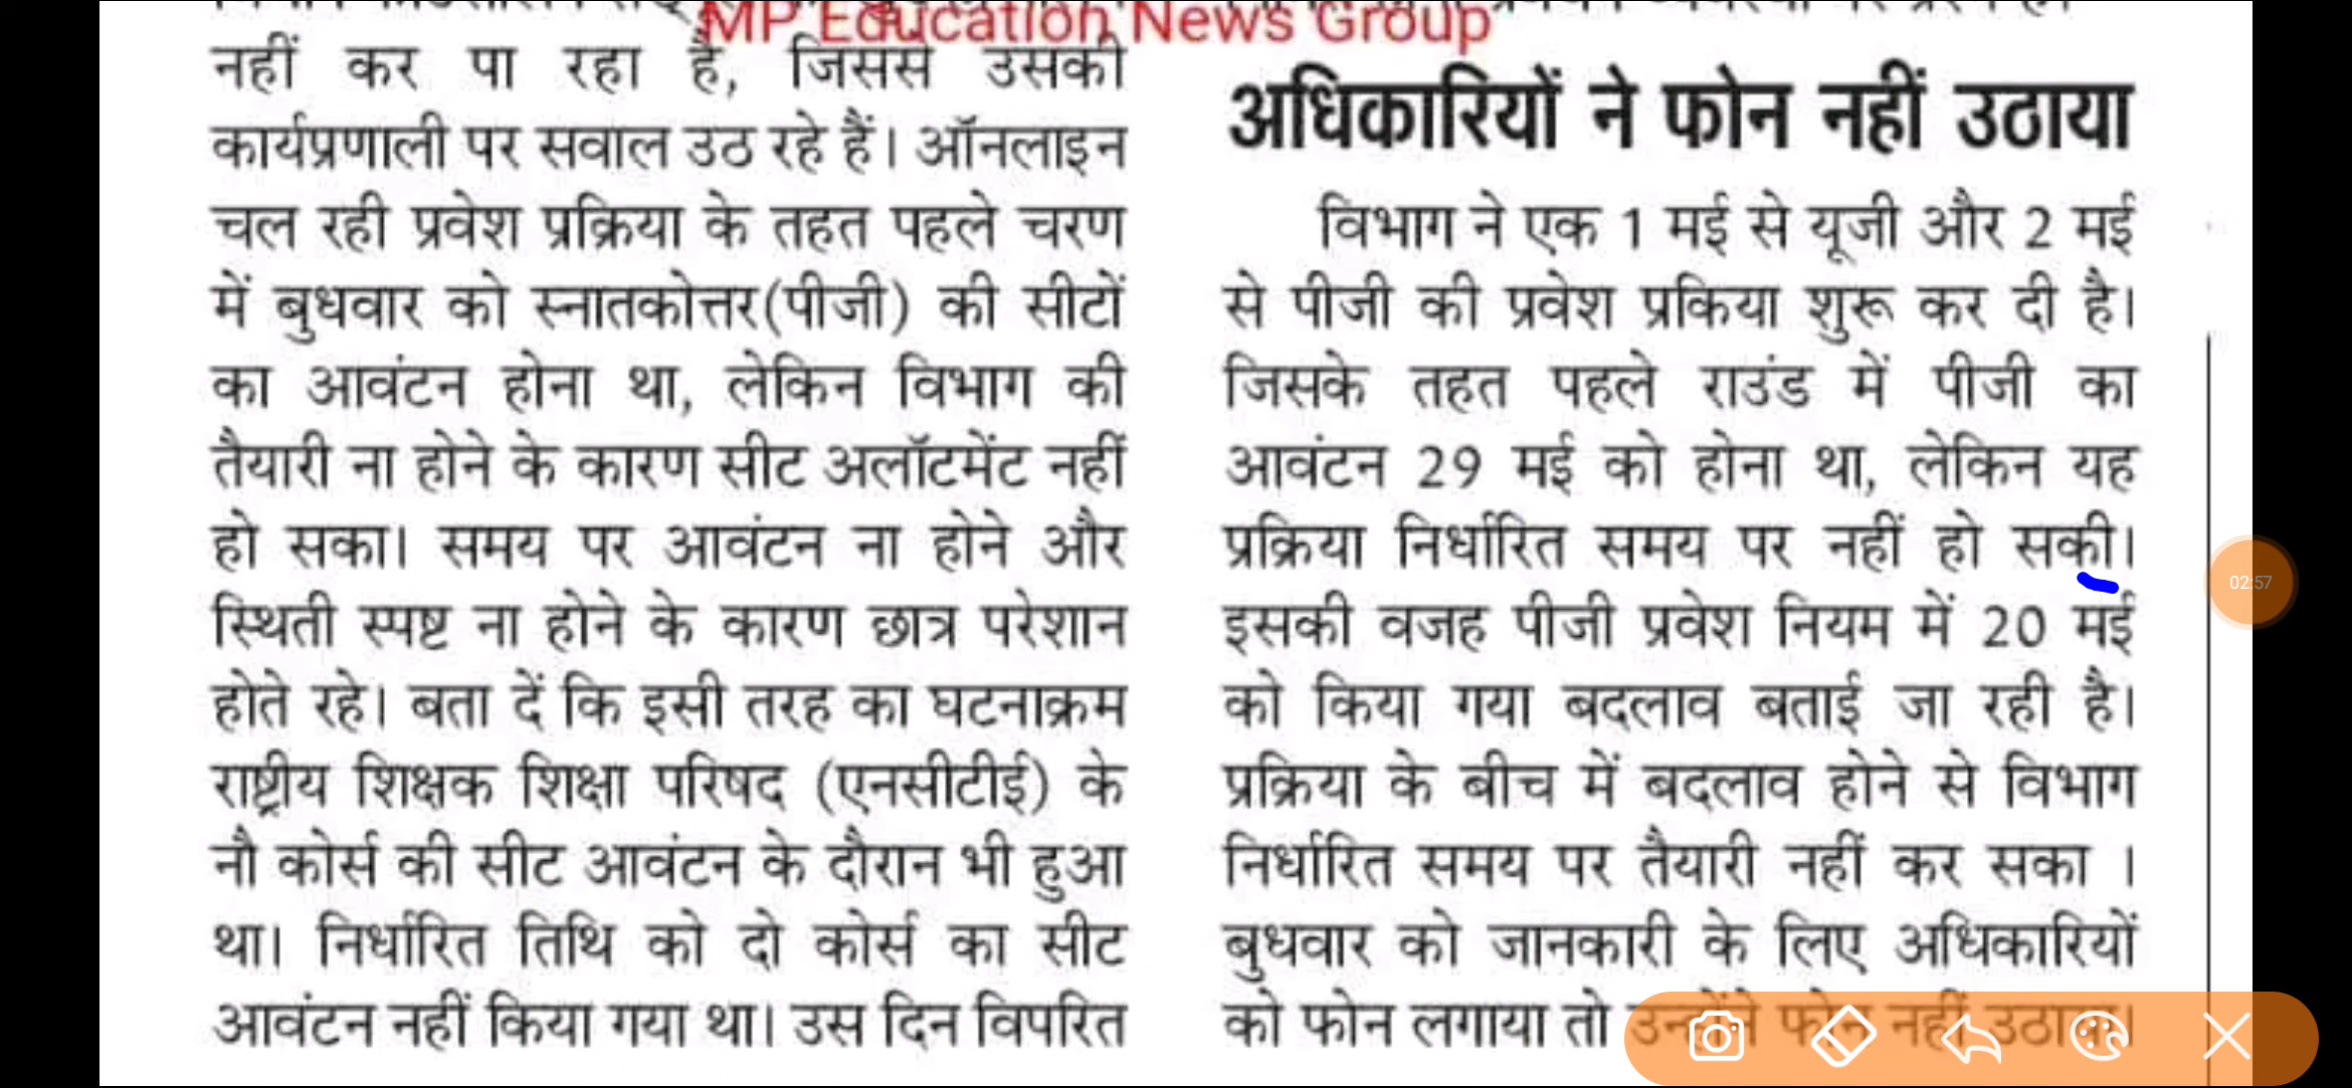 MP Education News Group
नहीं कर पा रहा है, जिससे उसकी
कार्यप्रणाली पर सवाल उठ रहे हैं। ऑनलाइन
चल रही प्रवेश प्रक्रिया के तहत पहले चरण
में बुधवार को स्नातकोत्तर(पीजी) की सीटों
का आवंटन होना था, लेकिन विभाग की
तैयारी ना होने के कारण सीट अलॉटमेंट नहीं
हो सका। समय पर आवंटन ना होने और
स्थिती स्पष्ट ना होने के कारण छात्र परेशान
होते रहे। बता दें कि इसी तरह का घटनाक्रम
राष्ट्रीय शिक्षक शिक्षा परिषद (एनसीटीई) के
नौ कोर्स की सीट आवंटन के दौरान भी हुआ
था। निर्धारित तिथि को दो कोर्स का सीट
आवंटन नहीं किया गया था। उस दिन विपरित
अधिकारियों ने फोन नहीं उठाया
विभाग ने एक 1 मई से यूजी और 2 मई
से पीजी की प्रवेश प्रकिया शुरू कर दी है।
जिसके तहत पहले राउंड में पीजी का
आवंटन 29 मई को होना था, लेकिन यह
प्रक्रिया निर्धारित समय पर नहीं हो सकी।
इसकी वजह पीजी प्रवेश नियम में 20 मई
को किया गया बदलाव बताई जा रही है।
प्रक्रिया के बीच में बदलाव होने से विभाग
निर्धारित समय पर तैयारी नहीं कर सका ।
बुधवार को जानकारी के लिए अधिकारियों
को फोन लगाया तो उन्होंने फोन नहीं उठाया।
02:57